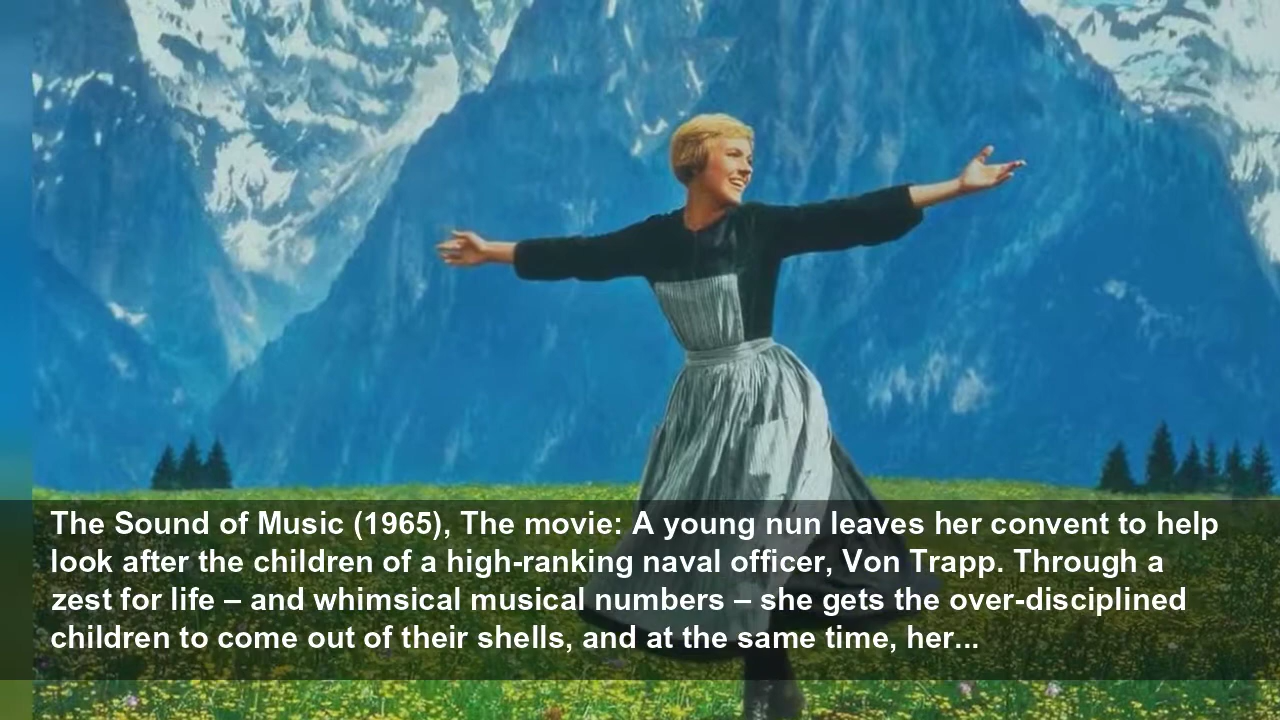 The Sound of Music (1965), The movie: A young nun leaves her convent to help
look after the children of a high-ranking naval officer, Von Trapp. Through a
zest for life – and whimsical musical numbers – she gets the over-disciplined
children to come out of their shells, and at the same time, her...